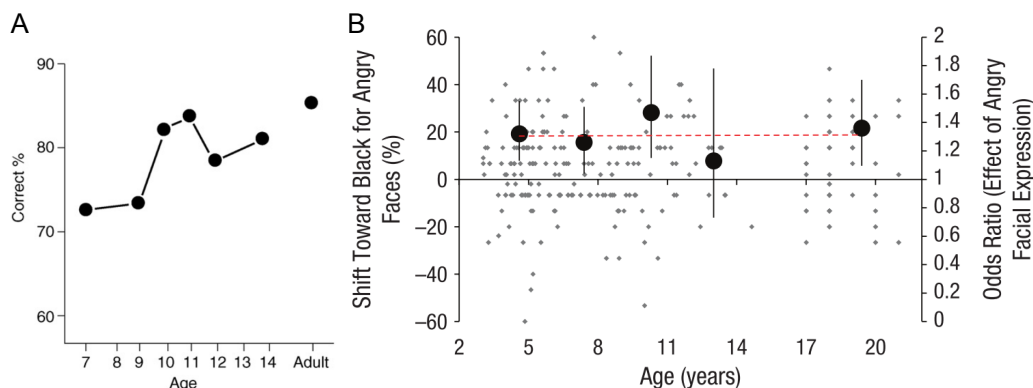 A
90
80
70
60
Correct %
7 8 9 10 11 12 13 14 Adult
Age
B
60
40
20
0
−20
−40
−60
Shift Toward Black for Angry
Faces (%)
2 5 8 11 14 17 20
Age (years)
2
1.8
1.6
1.4
1.2
1
0.8
0.6
0.4
0.2
0
Odds Ratio (Effect of Angry
Facial Expression)